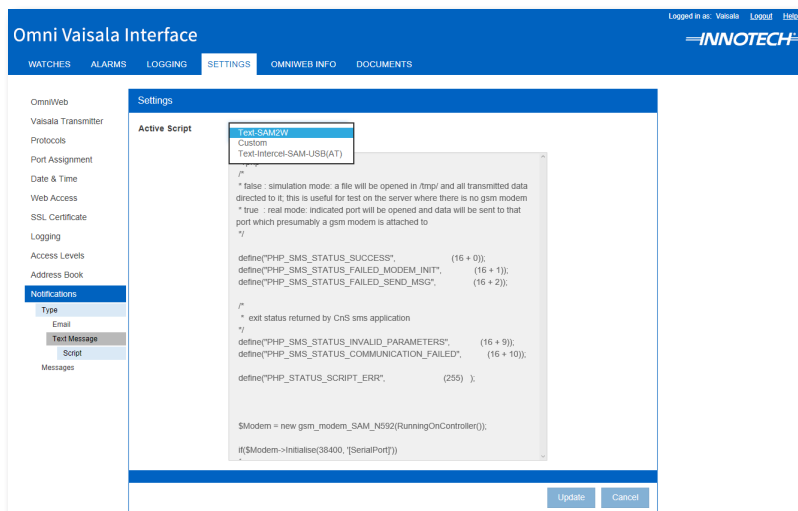 Logged in as: Vaisala Logout Help
Omni Vaisala Interface
INNOTECH
WATCHES ALARMS LOGGING SETTINGS OMNIWEB INFO DOCUMENTS
OmniWeb
Vaisala Transmitter
Protocols
Port Assignment
Date & Time
Web Access
SSL Certificate
Logging
Access Levels
Address Book
Notifications
Type
Email
Text Message
Script
Messages
Settings
Active Script
Text-SAM2W
Custom
Text-Intercel-SAM-USB(AT)
/*
* false : simulation mode: a file will be opened in /tmp/ and all transmitted data
directed to it; this is useful for test on the server where there is no gsm modem
* true : real mode: indicated port will be opened and data will be sent to that
port which presumably a gsm modem is attached to
*/
define("PHP_SMS_STATUS_SUCCESS", (16 + 0));
define("PHP_SMS_STATUS_FAILED_MODEM_INIT", (16 + 1));
define("PHP_SMS_STATUS_FAILED_SEND_MSG", (16 + 2));
/*
* exit status returned by CnS sms application
*/
define("PHP_SMS_STATUS_INVALID_PARAMETERS", (16 + 9));
define("PHP_SMS_STATUS_COMMUNICATION_FAILED", (16 + 10));
define("PHP_STATUS_SCRIPT_ERR", (255) );
$Modem = new gsm_modem_SAM_N592(RunningOnController());
if($Modem->Initialise(38400, '[SerialPort]'))
Update Cancel